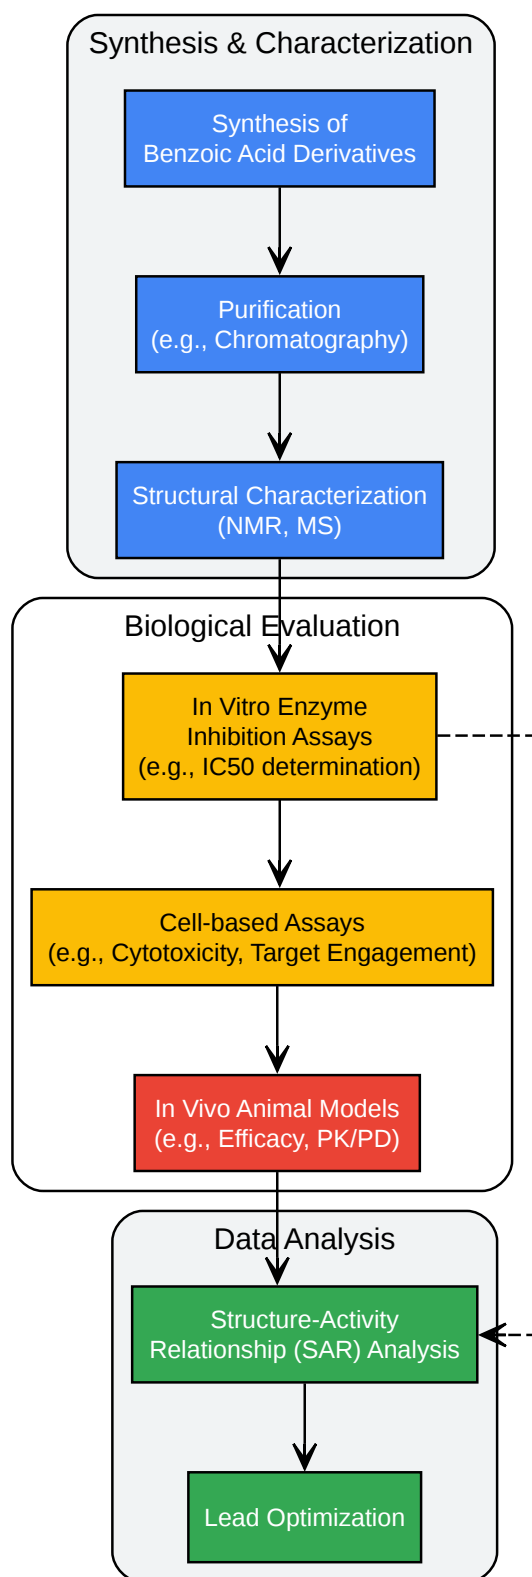 Synthesis & Characterization
Synthesis of
Benzoic Acid Derivatives
Purification
(e.g., Chromatography)
Structural Characterization
(NMR, MS)
Biological Evaluation
In Vitro Enzyme
Inhibition Assays
(e.g., IC50 determination)
Cell-based Assays
(e.g., Cytotoxicity, Target Engagement)
In Vivo Animal Models
(e.g., Efficacy, PK/PD)
Data Analysis
Structure-Activity
Relationship (SAR) Analysis
Lead Optimization